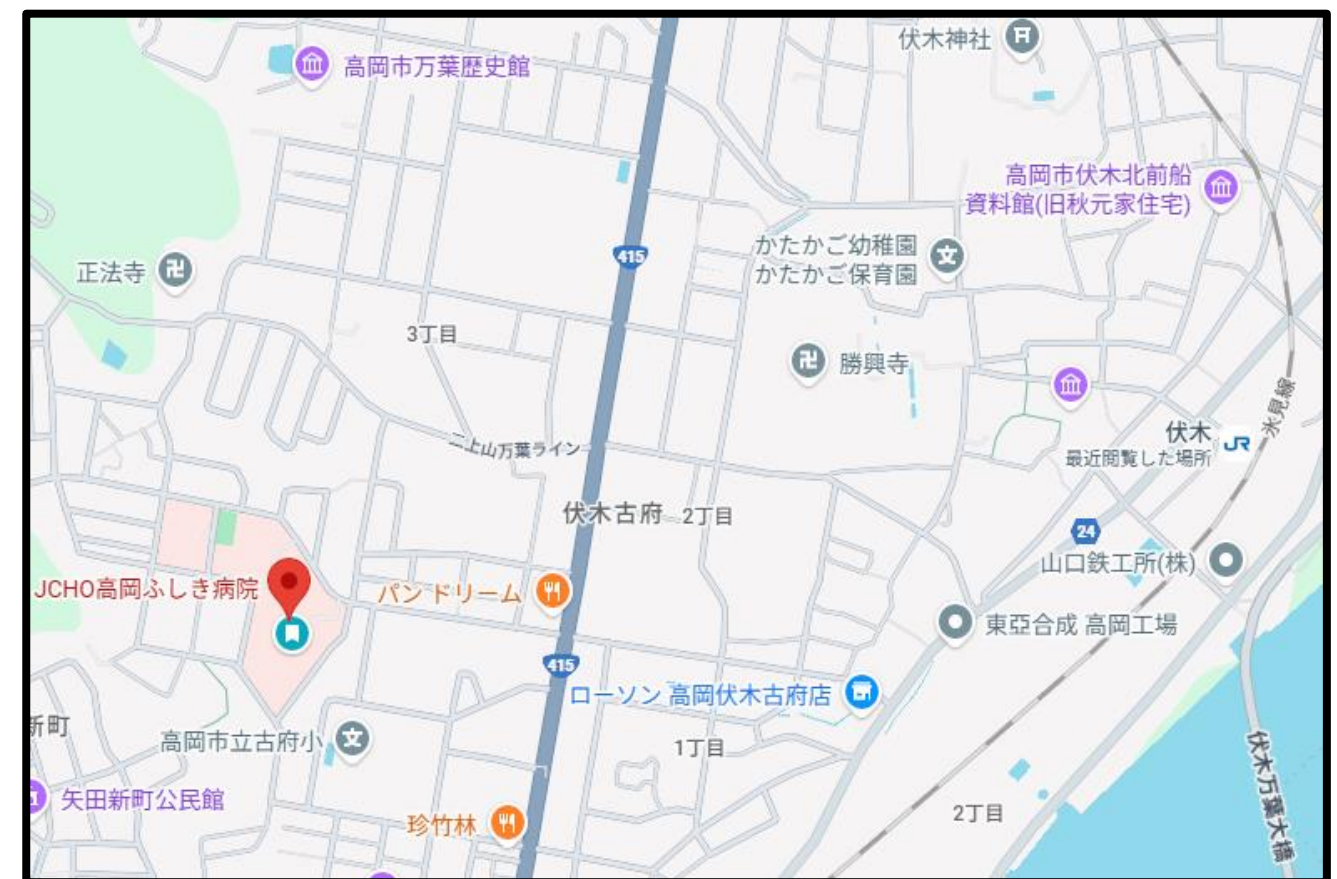 伏木神社
高岡市万葉歴史館
高岡市伏木北前船
資料館(旧秋元家住宅)
かたかご幼稚園
かたかご保育園
415
正法寺
3丁目
勝興寺
氷見線
伏木
JR
最近閲覧した場所
二上山万葉ライン
伏木古府
2丁目
24
山口鉄工所(株)
JCHO高岡ふしき病院
パンドリーム
東亞合成 高岡工場
415
ローソン 高岡伏木古府店
新町
高岡市立古府小
1丁目
伏木万葉大橋
矢田新町公民館
珍竹林
2丁目